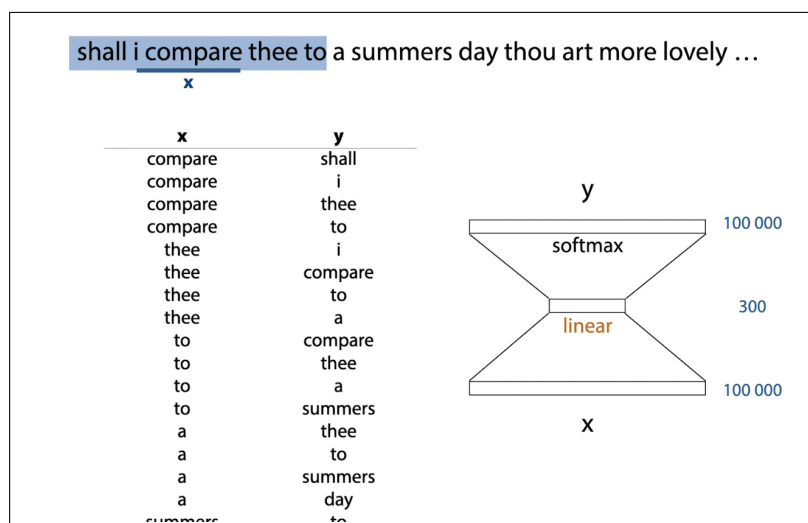 shall i compare thee to a summers day thou art more lovely …
x
x y
compare shall
compare i
compare thee
compare to
thee i
thee compare
thee to
thee a
to compare
to thee
to a
to summers
a thee
a to
a summers
a day
summers to
y
100 000
softmax
300
linear
100 000
x